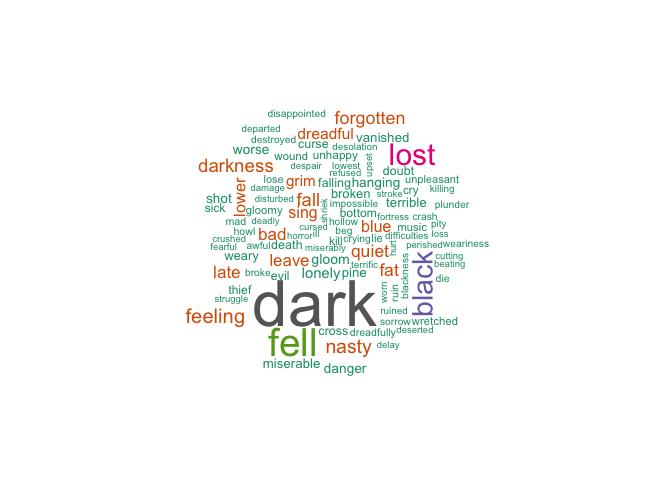 disappointed
forgotten
departed
dreadful
destroyed
vanished
curse
desolation
worse
lost
wound
unhappy
upset
doubt
darkness
despair
lowest
refused
lose
grim
falling
hanging
unpleasant
damage
cry
killing
lower
shot
disturbed
fall
broken
stroke
terrible
plunder
sick
gloomy
shriek
impossible
mad
deadly
sing
bottom
fortress
crash
howl
cursed
hollow
blue
music
pity
crushed
bad
horror
ill
beg
crying
lie
difficulties
loss
fearful
awful
death
kill
quiet
hurt
perished
weariness
weary
miserably
leave
gloom
terrific
fat
black
cutting
late
broke
evil
lonely
pine
blackness
beating
die
thief
dark
worn
ruin
struggle
ruined
feeling
fell
cross
dreadfully
sorrow
wretched
deserted
nasty
delay
miserable
danger